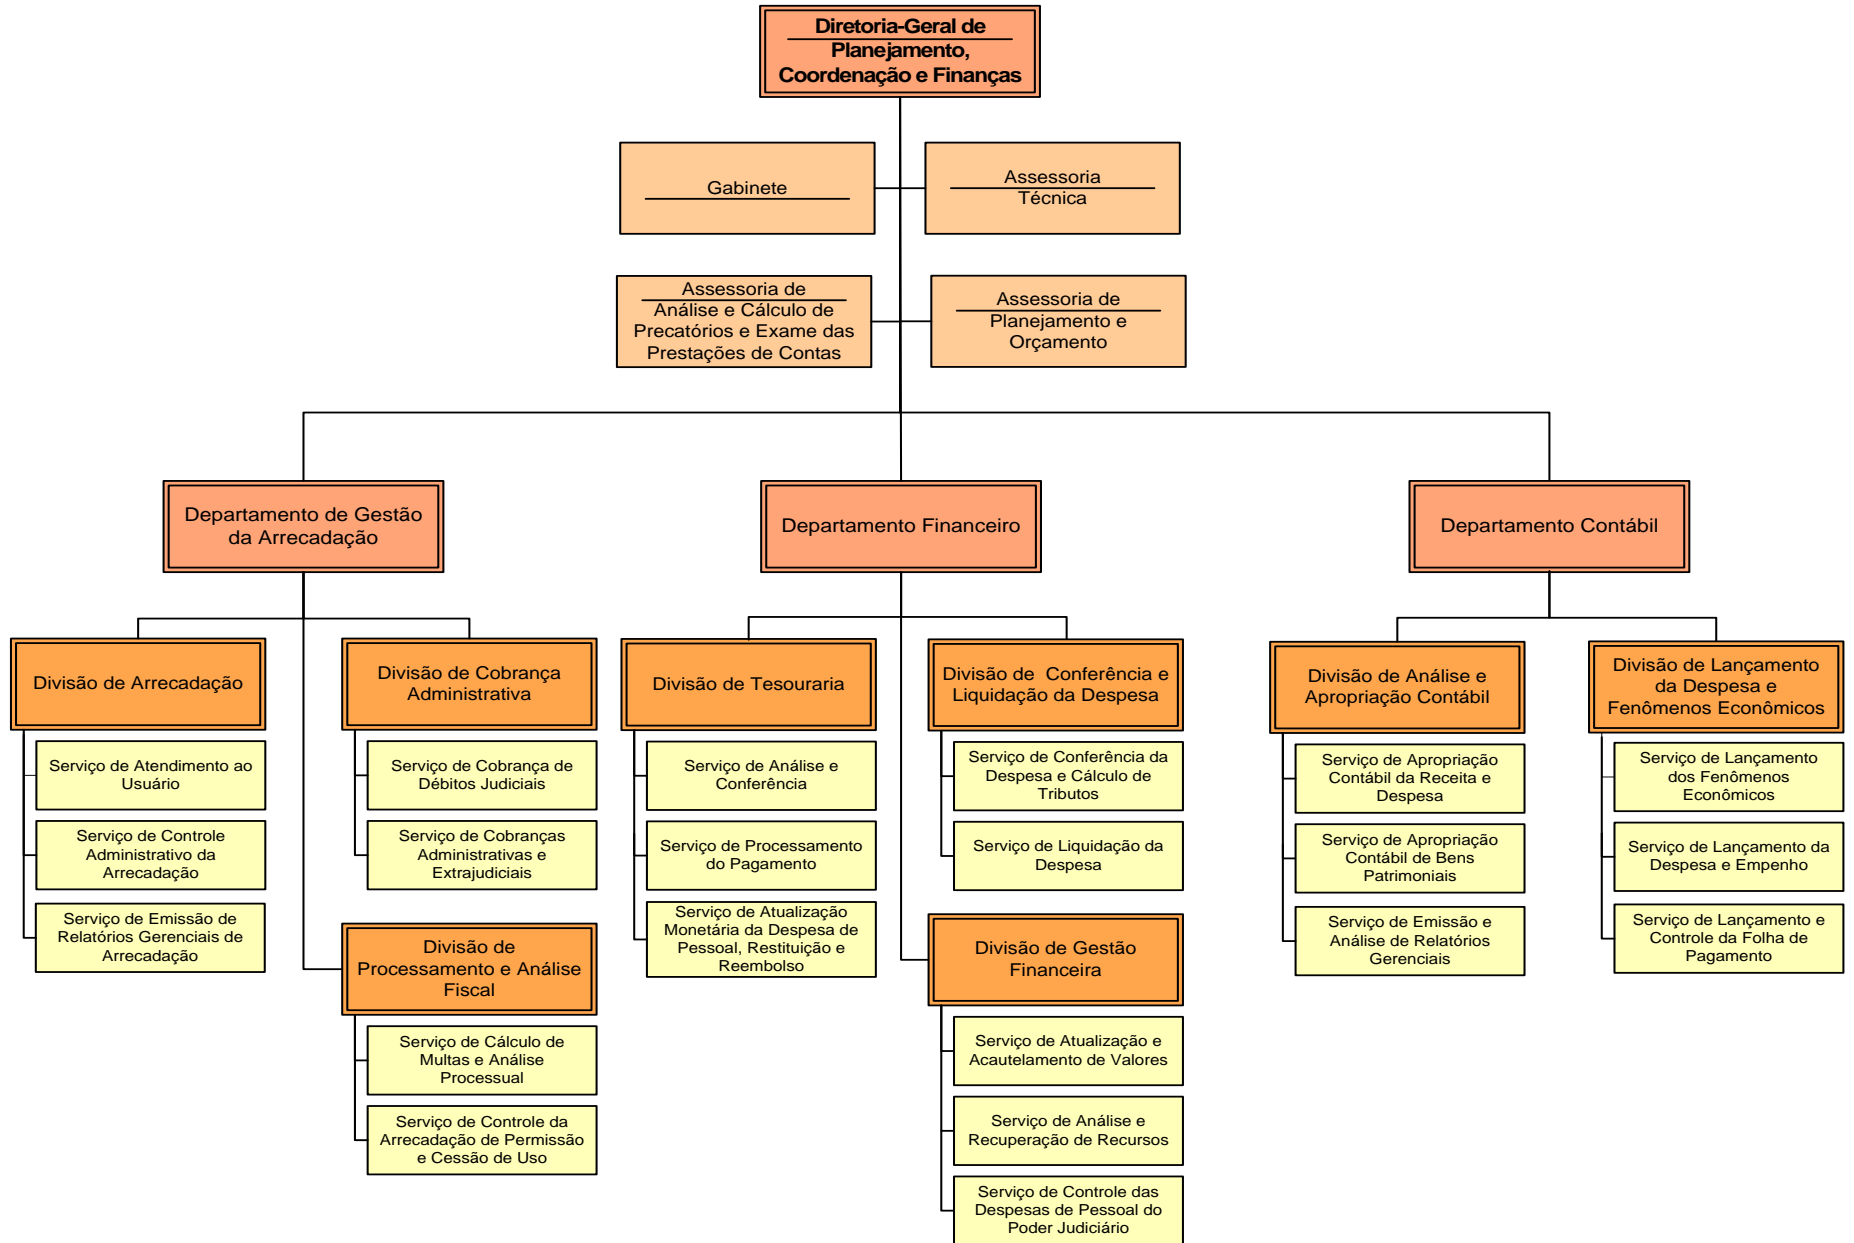 Diretoria-Geral de
Planejamento,
Coordenação e Finanças
Gabinete
Assessoria
Técnica
Assessoria de
Análise e Cálculo de
Precatórios e Exame das
Prestações de Contas
Assessoria de
Planejamento e
Orçamento
Departamento de Gestão
da Arrecadação
Departamento Financeiro
Departamento Contábil
Divisão de Arrecadação
Serviço de Atendimento ao
Usuário
Serviço de Controle
Administrativo da
Arrecadação
Serviço de Emissão de
Relatórios Gerenciais de
Arrecadação
Divisão de Cobrança
Administrativa
Serviço de Cobrança de
Débitos Judiciais
Serviço de Cobranças
Administrativas e
Extrajudiciais
Divisão de
Processamento e Análise
Fiscal
Serviço de Cálculo de
Multas e Análise
Processual
Serviço de Controle da
Arrecadação de Permissão
e Cessão de Uso
Divisão de Tesouraria
Serviço de Análise e
Conferência
Serviço de Processamento
do Pagamento
Serviço de Atualização
Monetária da Despesa de
Pessoal, Restituição e
Reembolso
Divisão de Conferência e
Liquidação da Despesa
Serviço de Conferência da
Despesa e Cálculo de
Tributos
Serviço de Liquidação da
Despesa
Divisão de Gestão
Financeira
Serviço de Atualização e
Acautelamento de Valores
Serviço de Análise e
Recuperação de Recursos
Serviço de Controle das
Despesas de Pessoal do
Poder Judiciário
Divisão de Análise e
Apropriação Contábil
Serviço de Apropriação
Contábil da Receita e
Despesa
Serviço de Apropriação
Contábil de Bens
Patrimoniais
Serviço de Emissão e
Análise de Relatórios
Gerenciais
Divisão de Lançamento
da Despesa e
Fenômenos Econômicos
Serviço de Lançamento
dos Fenômenos
Econômicos
Serviço de Lançamento da
Despesa e Empenho
Serviço de Lançamento e
Controle da Folha de
Pagamento